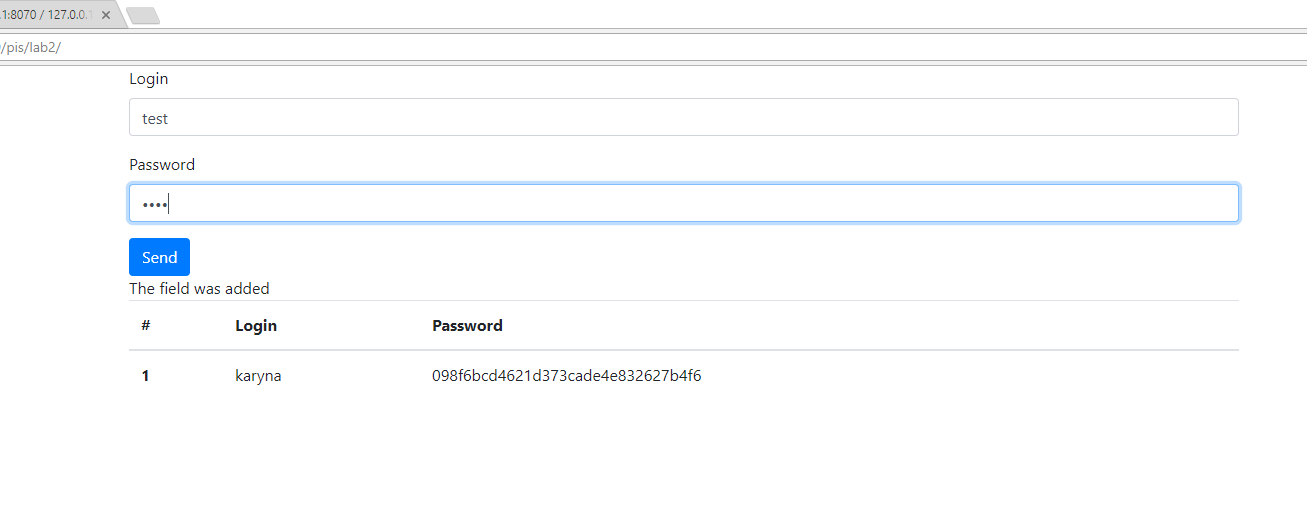 .1:8070 / 127.0.0.1
/pis/lab2/
Login
test
Password
••••
Send
The field was added
# Login Password
1 karyna 098f6bcd4621d373cade4e832627b4f6